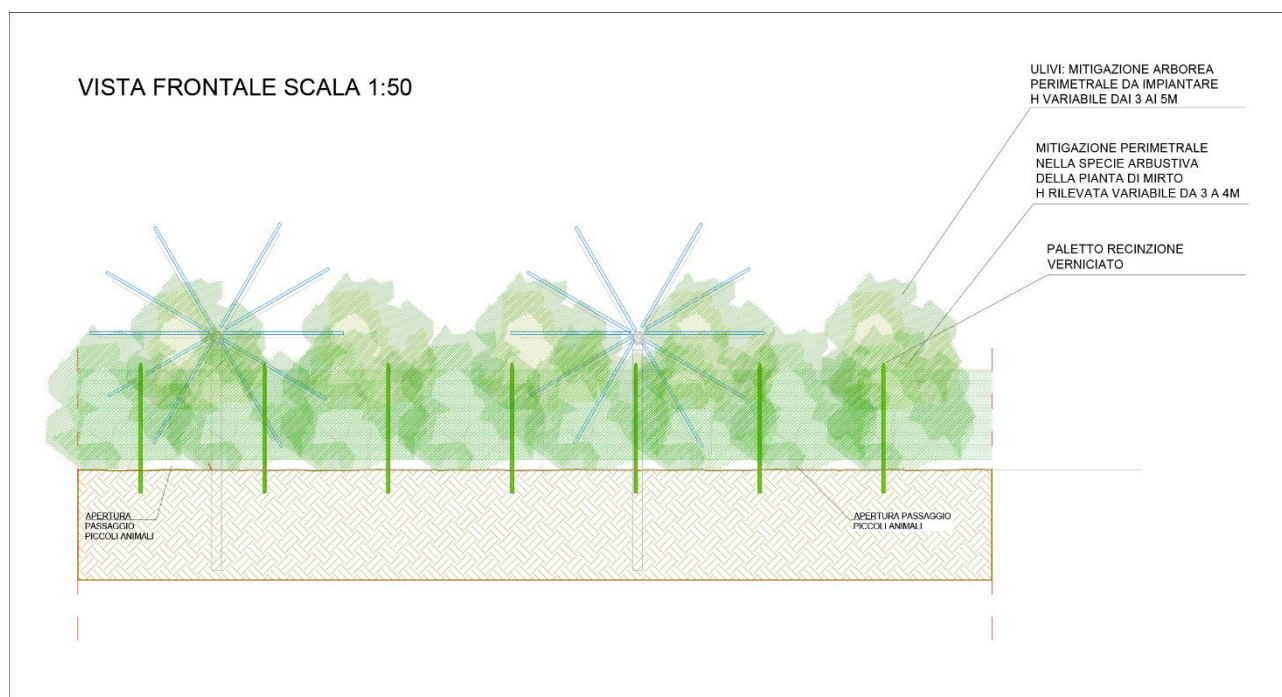 VISTA FRONTALE SCALA 1:50
ULIVI: MITIGAZIONE ARBOREA
PERIMETRALE DA IMPIANTARE
H VARIABILE DAI 3 AI 5M
MITIGAZIONE PERIMETRALE
NELLA SPECIE ARBUSTIVA
DELLA PIANTA DI MIRTO
H RILEVATA VARIABILE DA 3 A 4M
PALETTO RECINZIONE
VERNICIATO
APERTURA
PASSAGGIO
PICCOLI ANIMALI
APERTURA PASSAGGIO
PICCOLI ANIMALI